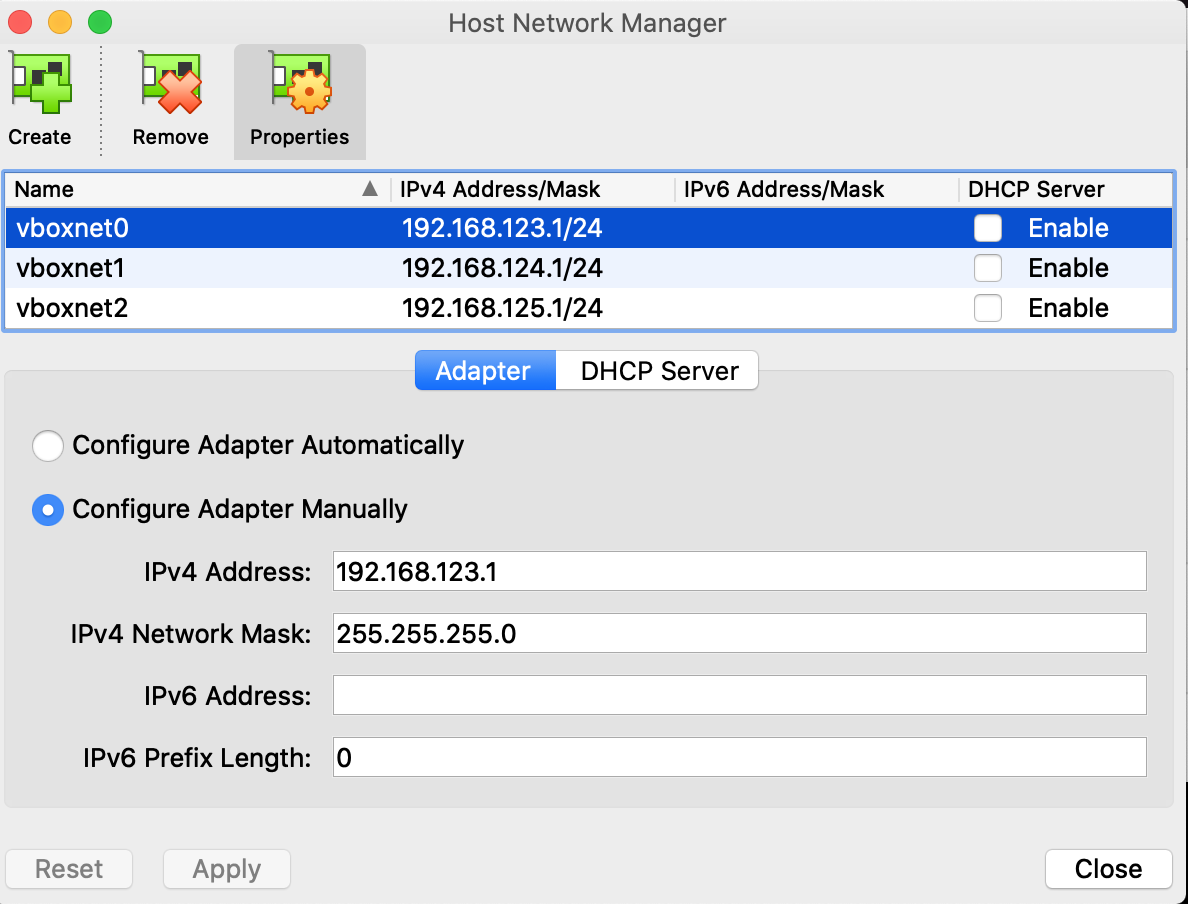 Host Network Manager
Create Remove Properties
Name IPv4 Address/Mask IPv6 Address/Mask DHCP Server
vboxnet0 192.168.123.1/24 Enable
vboxnet1 192.168.124.1/24 Enable
vboxnet2 192.168.125.1/24 Enable
Adapter DHCP Server
Configure Adapter Automatically
Configure Adapter Manually
IPv4 Address: 192.168.123.1
IPv4 Network Mask: 255.255.255.0
IPv6 Address:
IPv6 Prefix Length: 0
Reset Apply Close